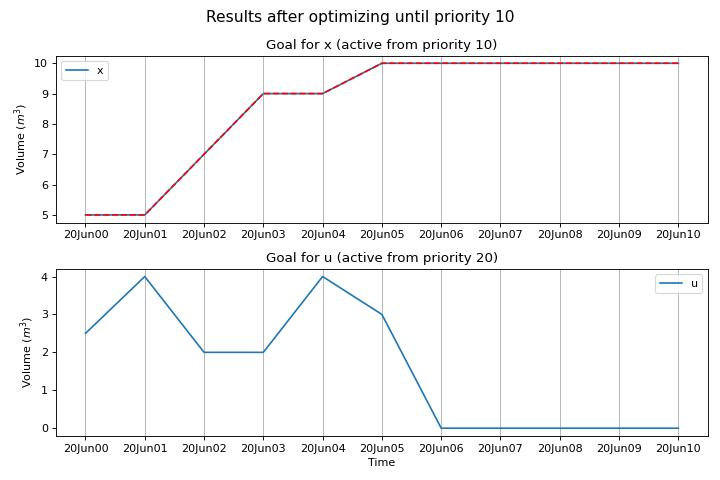 Results after optimizing until priority 10
Goal for x (active from priority 10)
x
Volume (m³)
10
9
8
7
6
5
20Jun00 20Jun01 20Jun02 20Jun03 20Jun04 20Jun05 20Jun06 20Jun07 20Jun08 20Jun09 20Jun10
Goal for u (active from priority 20)
u
Volume (m³)
4
3
2
1
0
20Jun00 20Jun01 20Jun02 20Jun03 20Jun04 20Jun05 20Jun06 20Jun07 20Jun08 20Jun09 20Jun10
Time